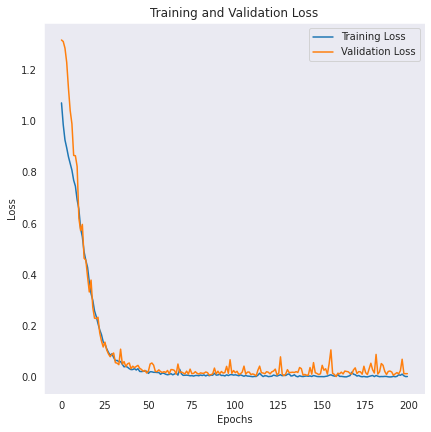 Training and Validation Loss
Training Loss
Validation Loss
Loss
1.2
1.0
0.8
0.6
0.4
0.2
0.0
0 25 50 75 100 125 150 175 200
Epochs